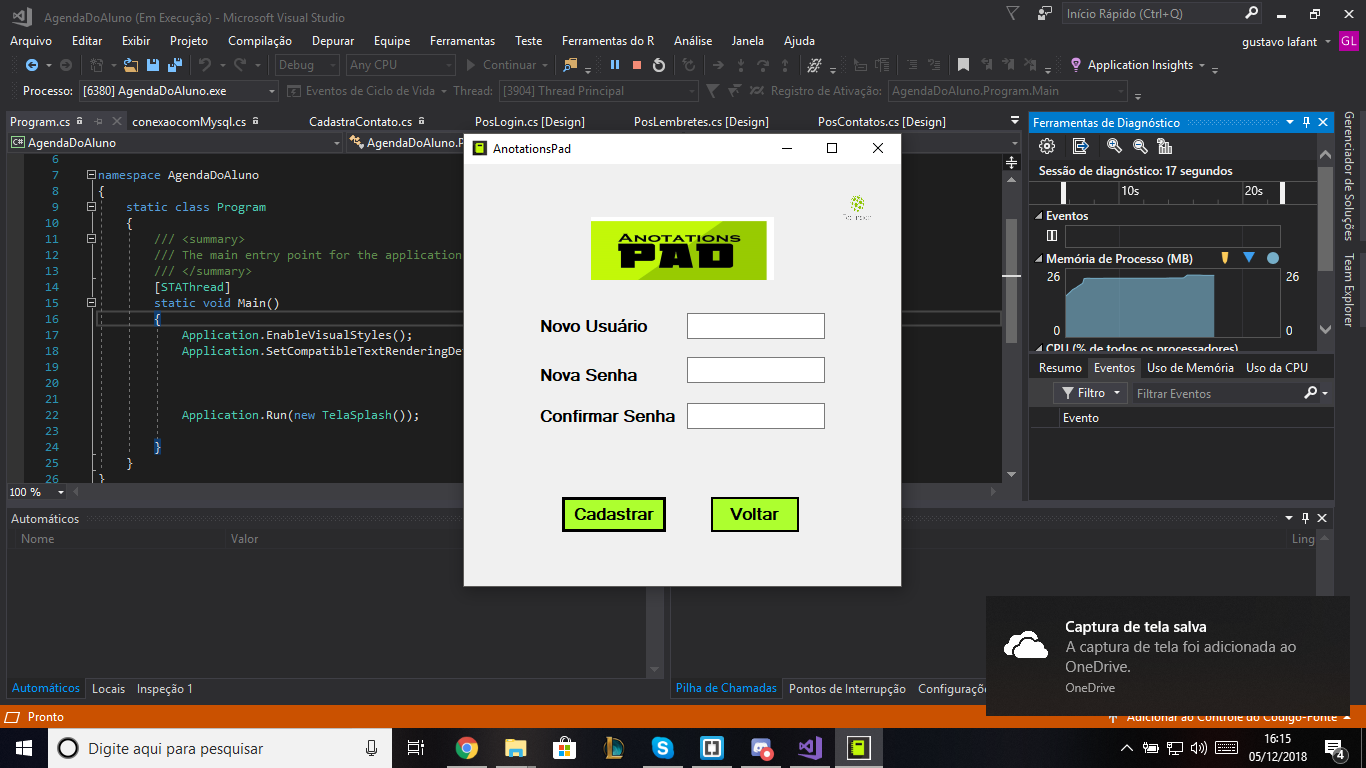 AgendaDoAluno (Em Execução) - Microsoft Visual Studio
Início Rápido (Ctrl+Q)
Arquivo Editar Exibir Projeto Compilação Depurar Equipe Ferramentas Teste Ferramentas do R Análise Janela Ajuda
gustavo lafant GL
Debug Any CPU Continuar Application Insights
Processo: [6380] AgendaDoAluno.exe Eventos de Ciclo de Vida Thread: [3904] Thread Principal Registro de Ativação: AgendaDoAluno.Program.Main
Program.cs conexaocomMysql.cs CadastraContato.cs PosLogin.cs [Design] PosLembretes.cs [Design] PosContatos.cs [Design]
C# AgendaDoAluno AgendaDoAluno.P
6
7 namespace AgendaDoAluno
8 {
9 static class Program
10 {
11 /// <summary>
12 /// The main entry point for the application
13 /// </summary>
14 [STAThread]
15 static void Main()
16 {
17 Application.EnableVisualStyles();
18 Application.SetCompatibleTextRenderingDe
19
20
21
22 Application.Run(new TelaSplash());
23
24 }
25 }
26 }
100 %
AnotationsPad
Anotations
PAD
Novo Usuário
Nova Senha
Confirmar Senha
Cadastrar Voltar
Ferramentas de Diagnóstico
Sessão de diagnóstico: 17 segundos
10s 20s
Eventos
Memória de Processo (MB)
26 26
0 0
CPU (% de todos os processadores)
Resumo Eventos Uso de Memória Uso da CPU
Filtro Filtrar Eventos
Evento
Gerenciador de Soluções
Team Explorer
Automáticos
Nome Valor
Ling
Automáticos Locais Inspeção 1
Pilha de Chamadas Pontos de Interrupção Configuraçõ
Captura de tela salva
A captura de tela foi adicionada ao
OneDrive.
OneDrive
Pronto
Adicionar ao Controle do Código-Fonte
Digite aqui para pesquisar
16:15
05/12/2018
4